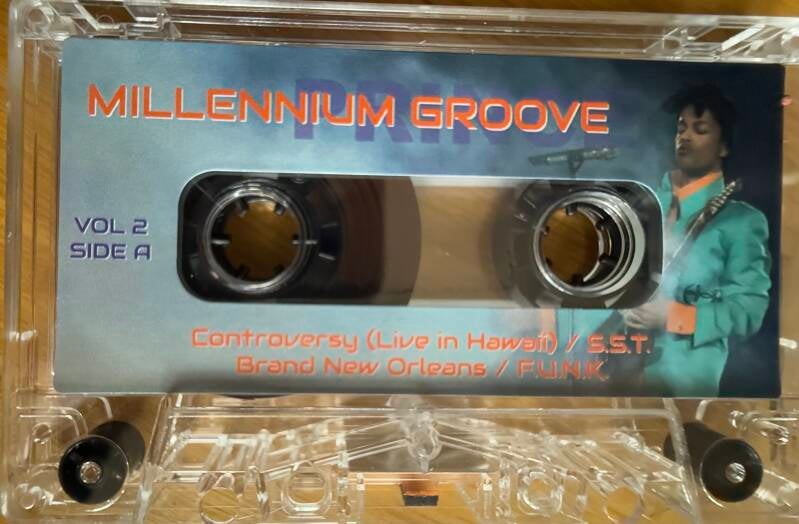 PRINCE
MILLENNIUM GROOVE
VOL 2
SIDE A
Controversy (Live in Hawaii) / S.S.T.
Brand New Orleans / F.U.N.K.